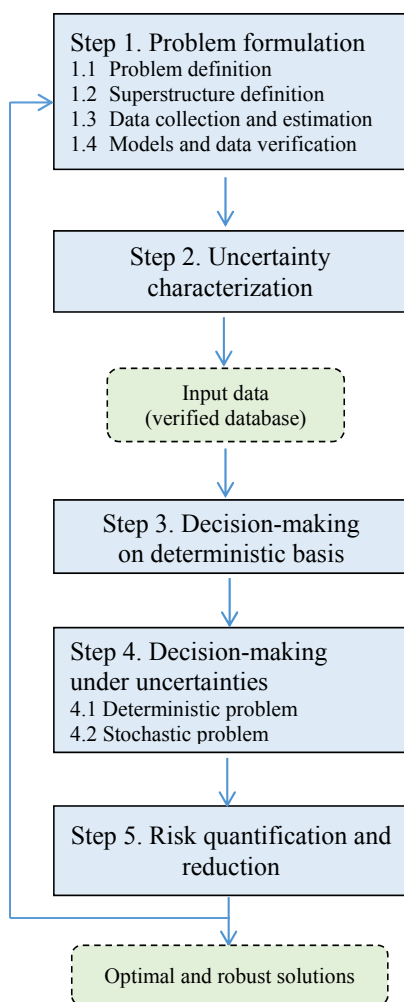 Step 1. Problem formulation
1.1 Problem definition
1.2 Superstructure definition
1.3 Data collection and estimation
1.4 Models and data verification
Step 2. Uncertainty
characterization
Input data
(verified database)
Step 3. Decision-making
on deterministic basis
Step 4. Decision-making
under uncertainties
4.1 Deterministic problem
4.2 Stochastic problem
Step 5. Risk quantification and
reduction
Optimal and robust solutions